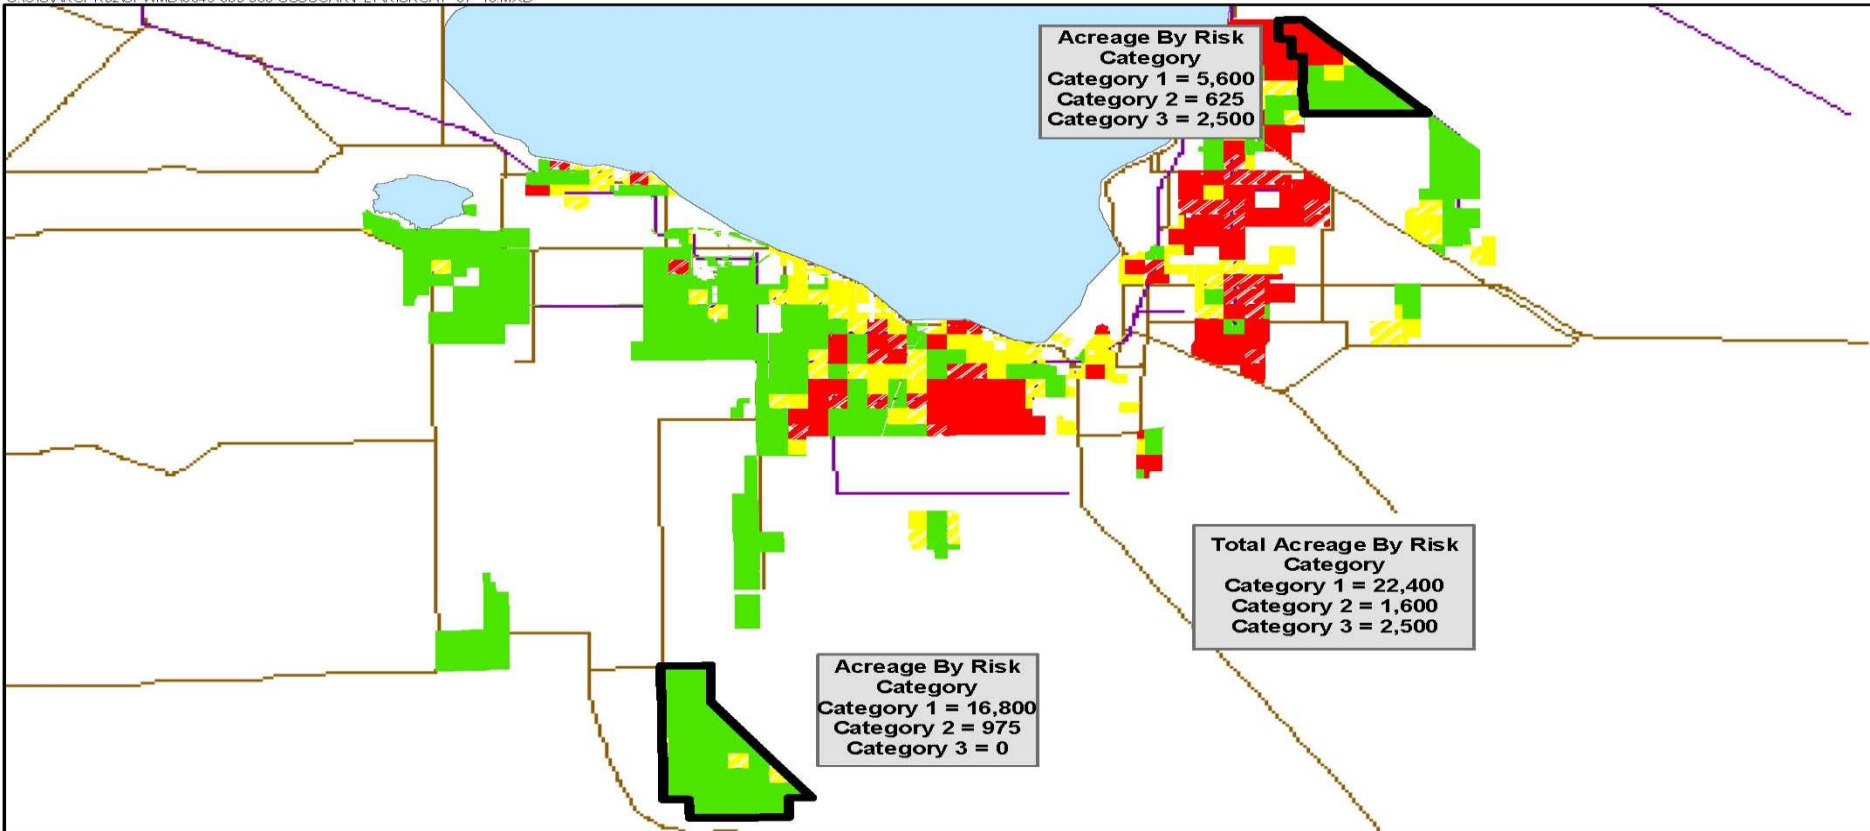 Acreage By Risk
Category
Category 1 = 5,600
Category 2 = 625
Category 3 = 2,500
Total Acreage By Risk
Category
Category 1 = 22,400
Category 2 = 1,600
Category 3 = 2,500
Acreage By Risk
Category
Category 1 = 16,800
Category 2 = 975
Category 3 = 0